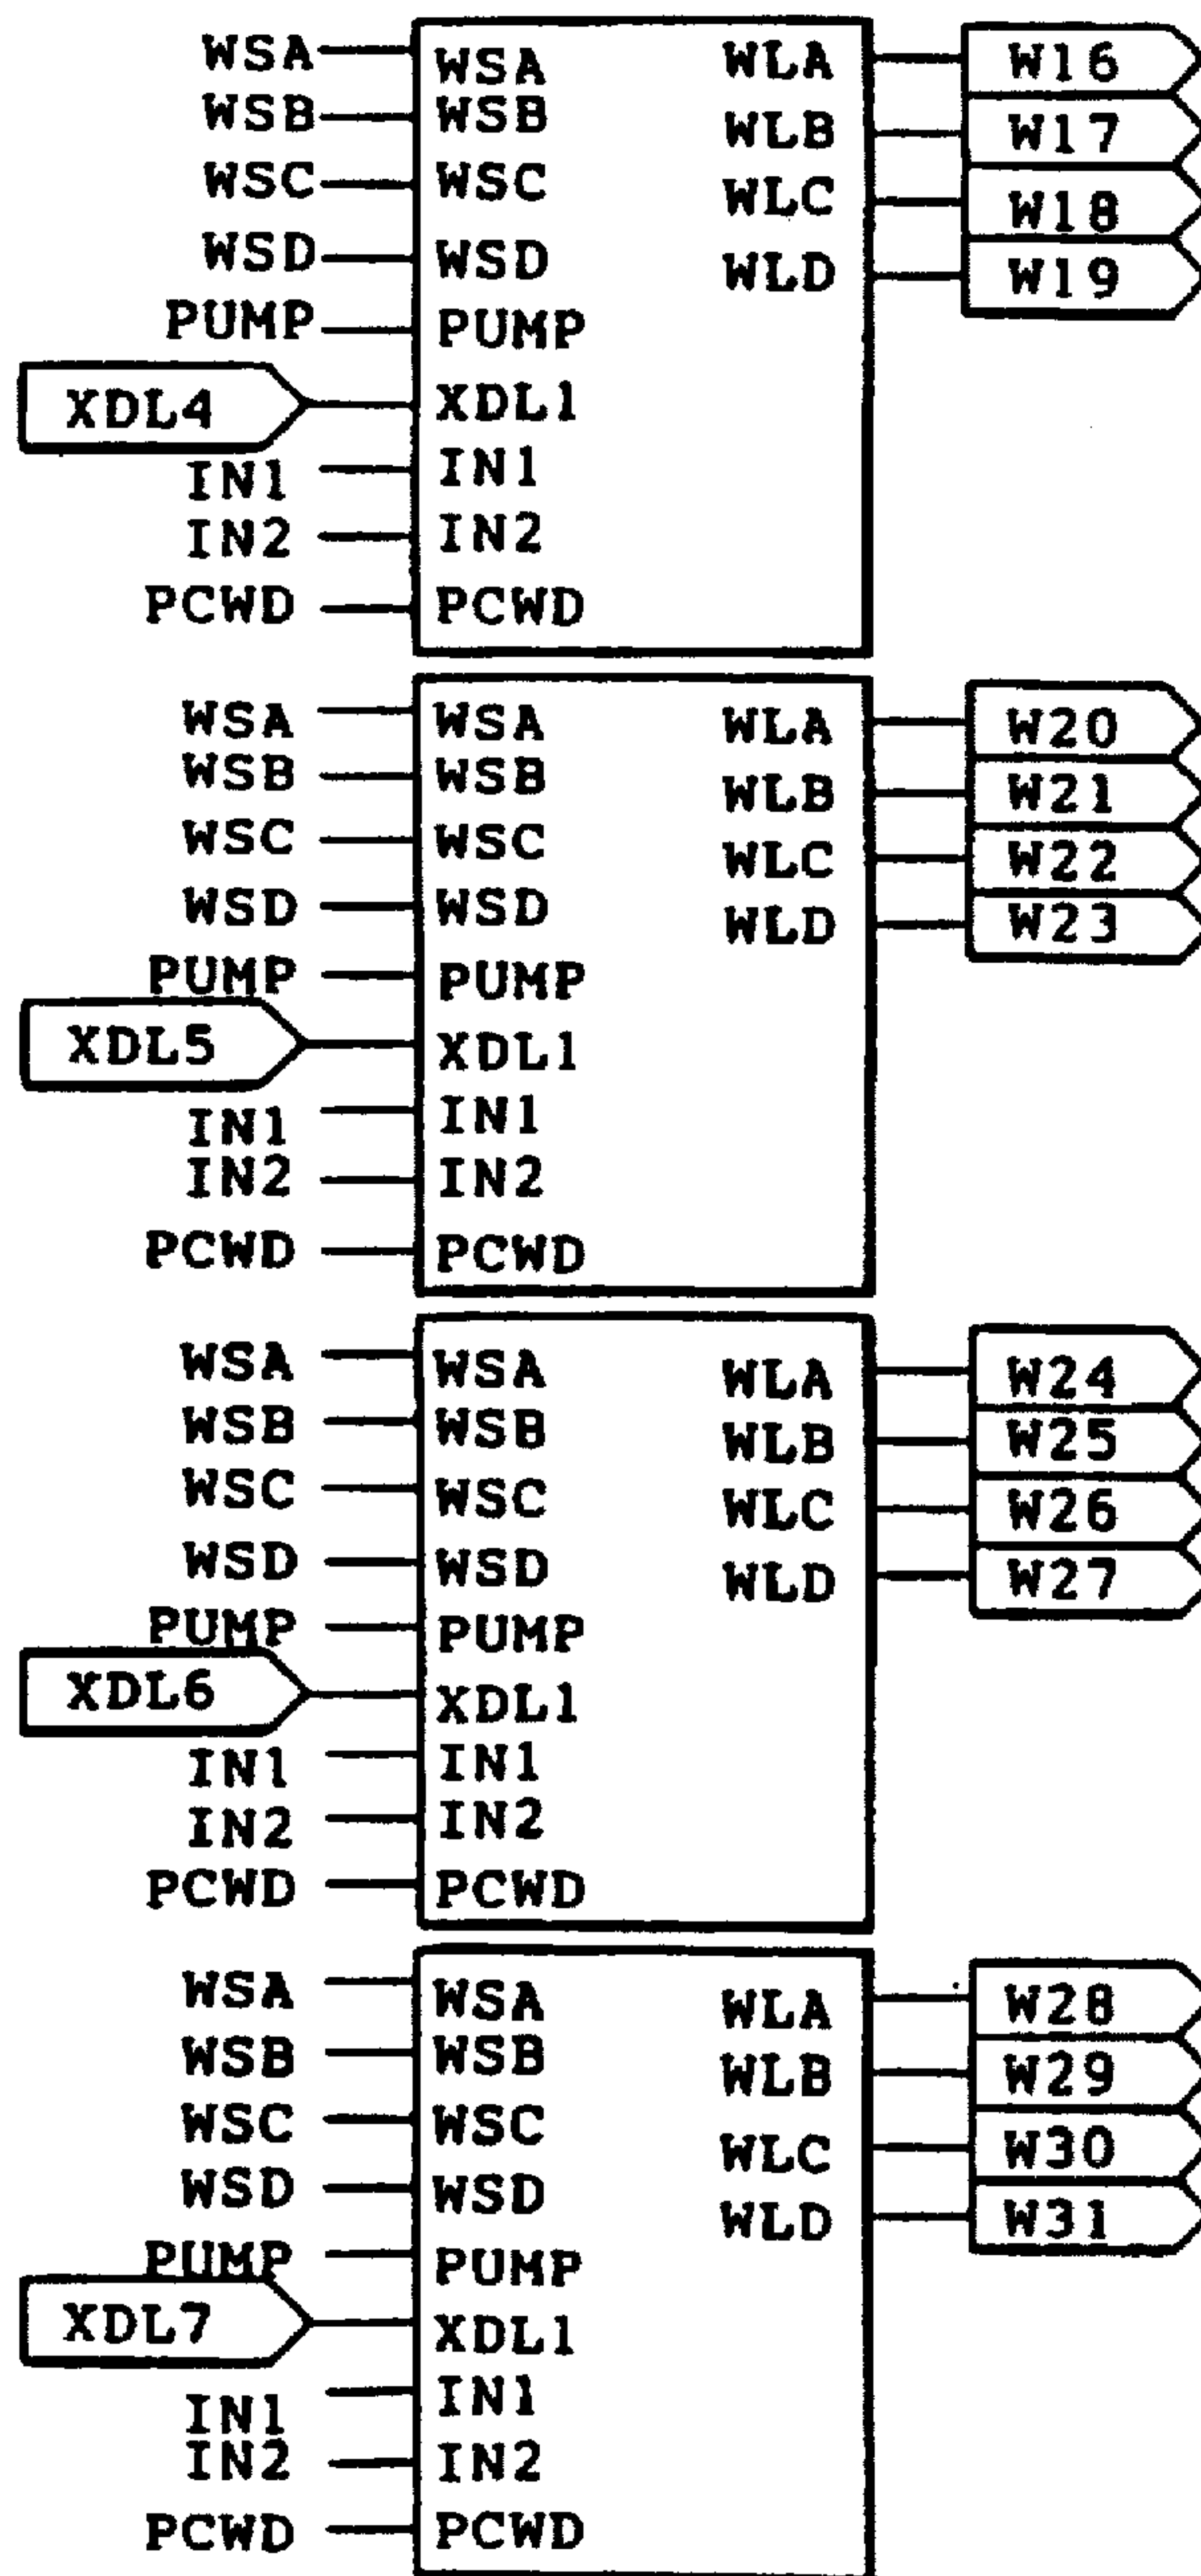 WSA WSA WLA W16
WSB WSB WLB W17
WSC WSC WLC W18
WSD WSD WLD W19
PUMP PUMP
XDL4 XDL1
IN1 IN1
IN2 IN2
PCWD PCWD
WSA WSA WLA W20
WSB WSB WLB W21
WSC WSC WLC W22
WSD WSD WLD W23
PUMP PUMP
XDL5 XDL1
IN1 IN1
IN2 IN2
PCWD PCWD
WSA WSA WLA W24
WSB WSB WLB W25
WSC WSC WLC W26
WSD WSD WLD W27
PUMP PUMP
XDL6 XDL1
IN1 IN1
IN2 IN2
PCWD PCWD
WSA WSA WLA W28
WSB WSB WLB W29
WSC WSC WLC W30
WSD WSD WLD W31
PUMP PUMP
XDL7 XDL1
IN1 IN1
IN2 IN2
PCWD PCWD